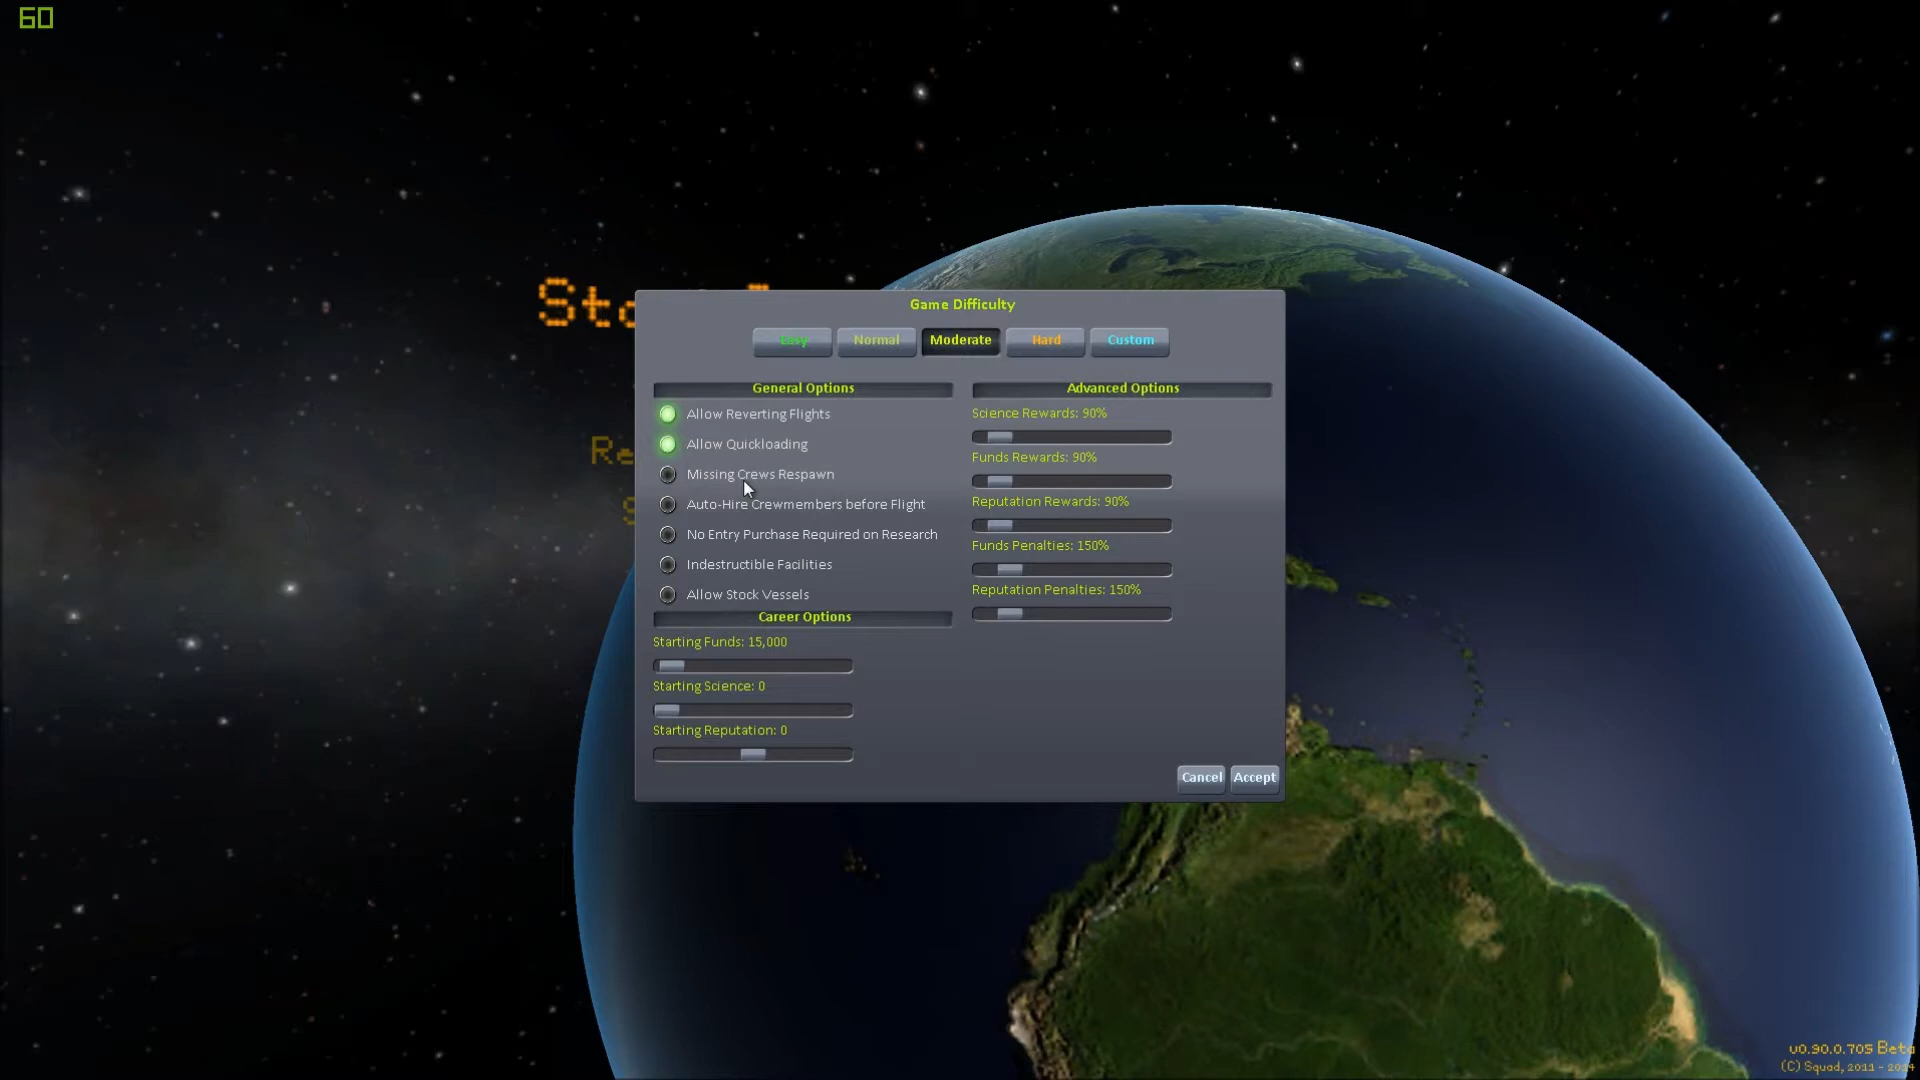 60
Game Difficulty
Easy Normal Moderate Hard Custom
General Options
Allow Reverting Flights
Allow Quickloading
Missing Crews Respawn
Auto-Hire Crewmembers before Flight
No Entry Purchase Required on Research
Indestructible Facilities
Allow Stock Vessels
Career Options
Starting Funds: 15,000
Starting Science: 0
Starting Reputation: 0
Advanced Options
Science Rewards: 90%
Funds Rewards: 90%
Reputation Rewards: 90%
Funds Penalties: 150%
Reputation Penalties: 150%
Cancel Accept
v0.90.0.705 Beta
(C) Squad, 2011 - 2014